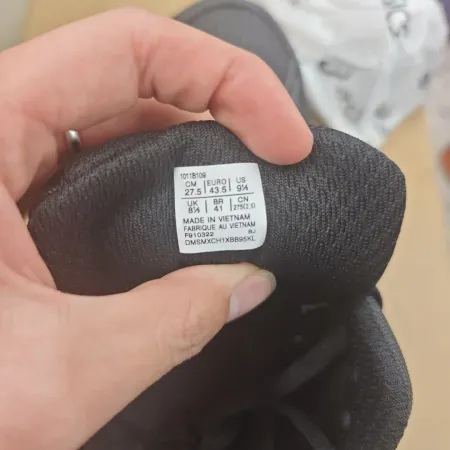 1011B109
CM EURO US
27.5 43.5 9½
UK BR CN
8½ 41 275(2.5)
MADE IN VIETNAM
FABRIQUE AU VIETNAM
F910322 BJ
DMSMXCH1XBB95KL